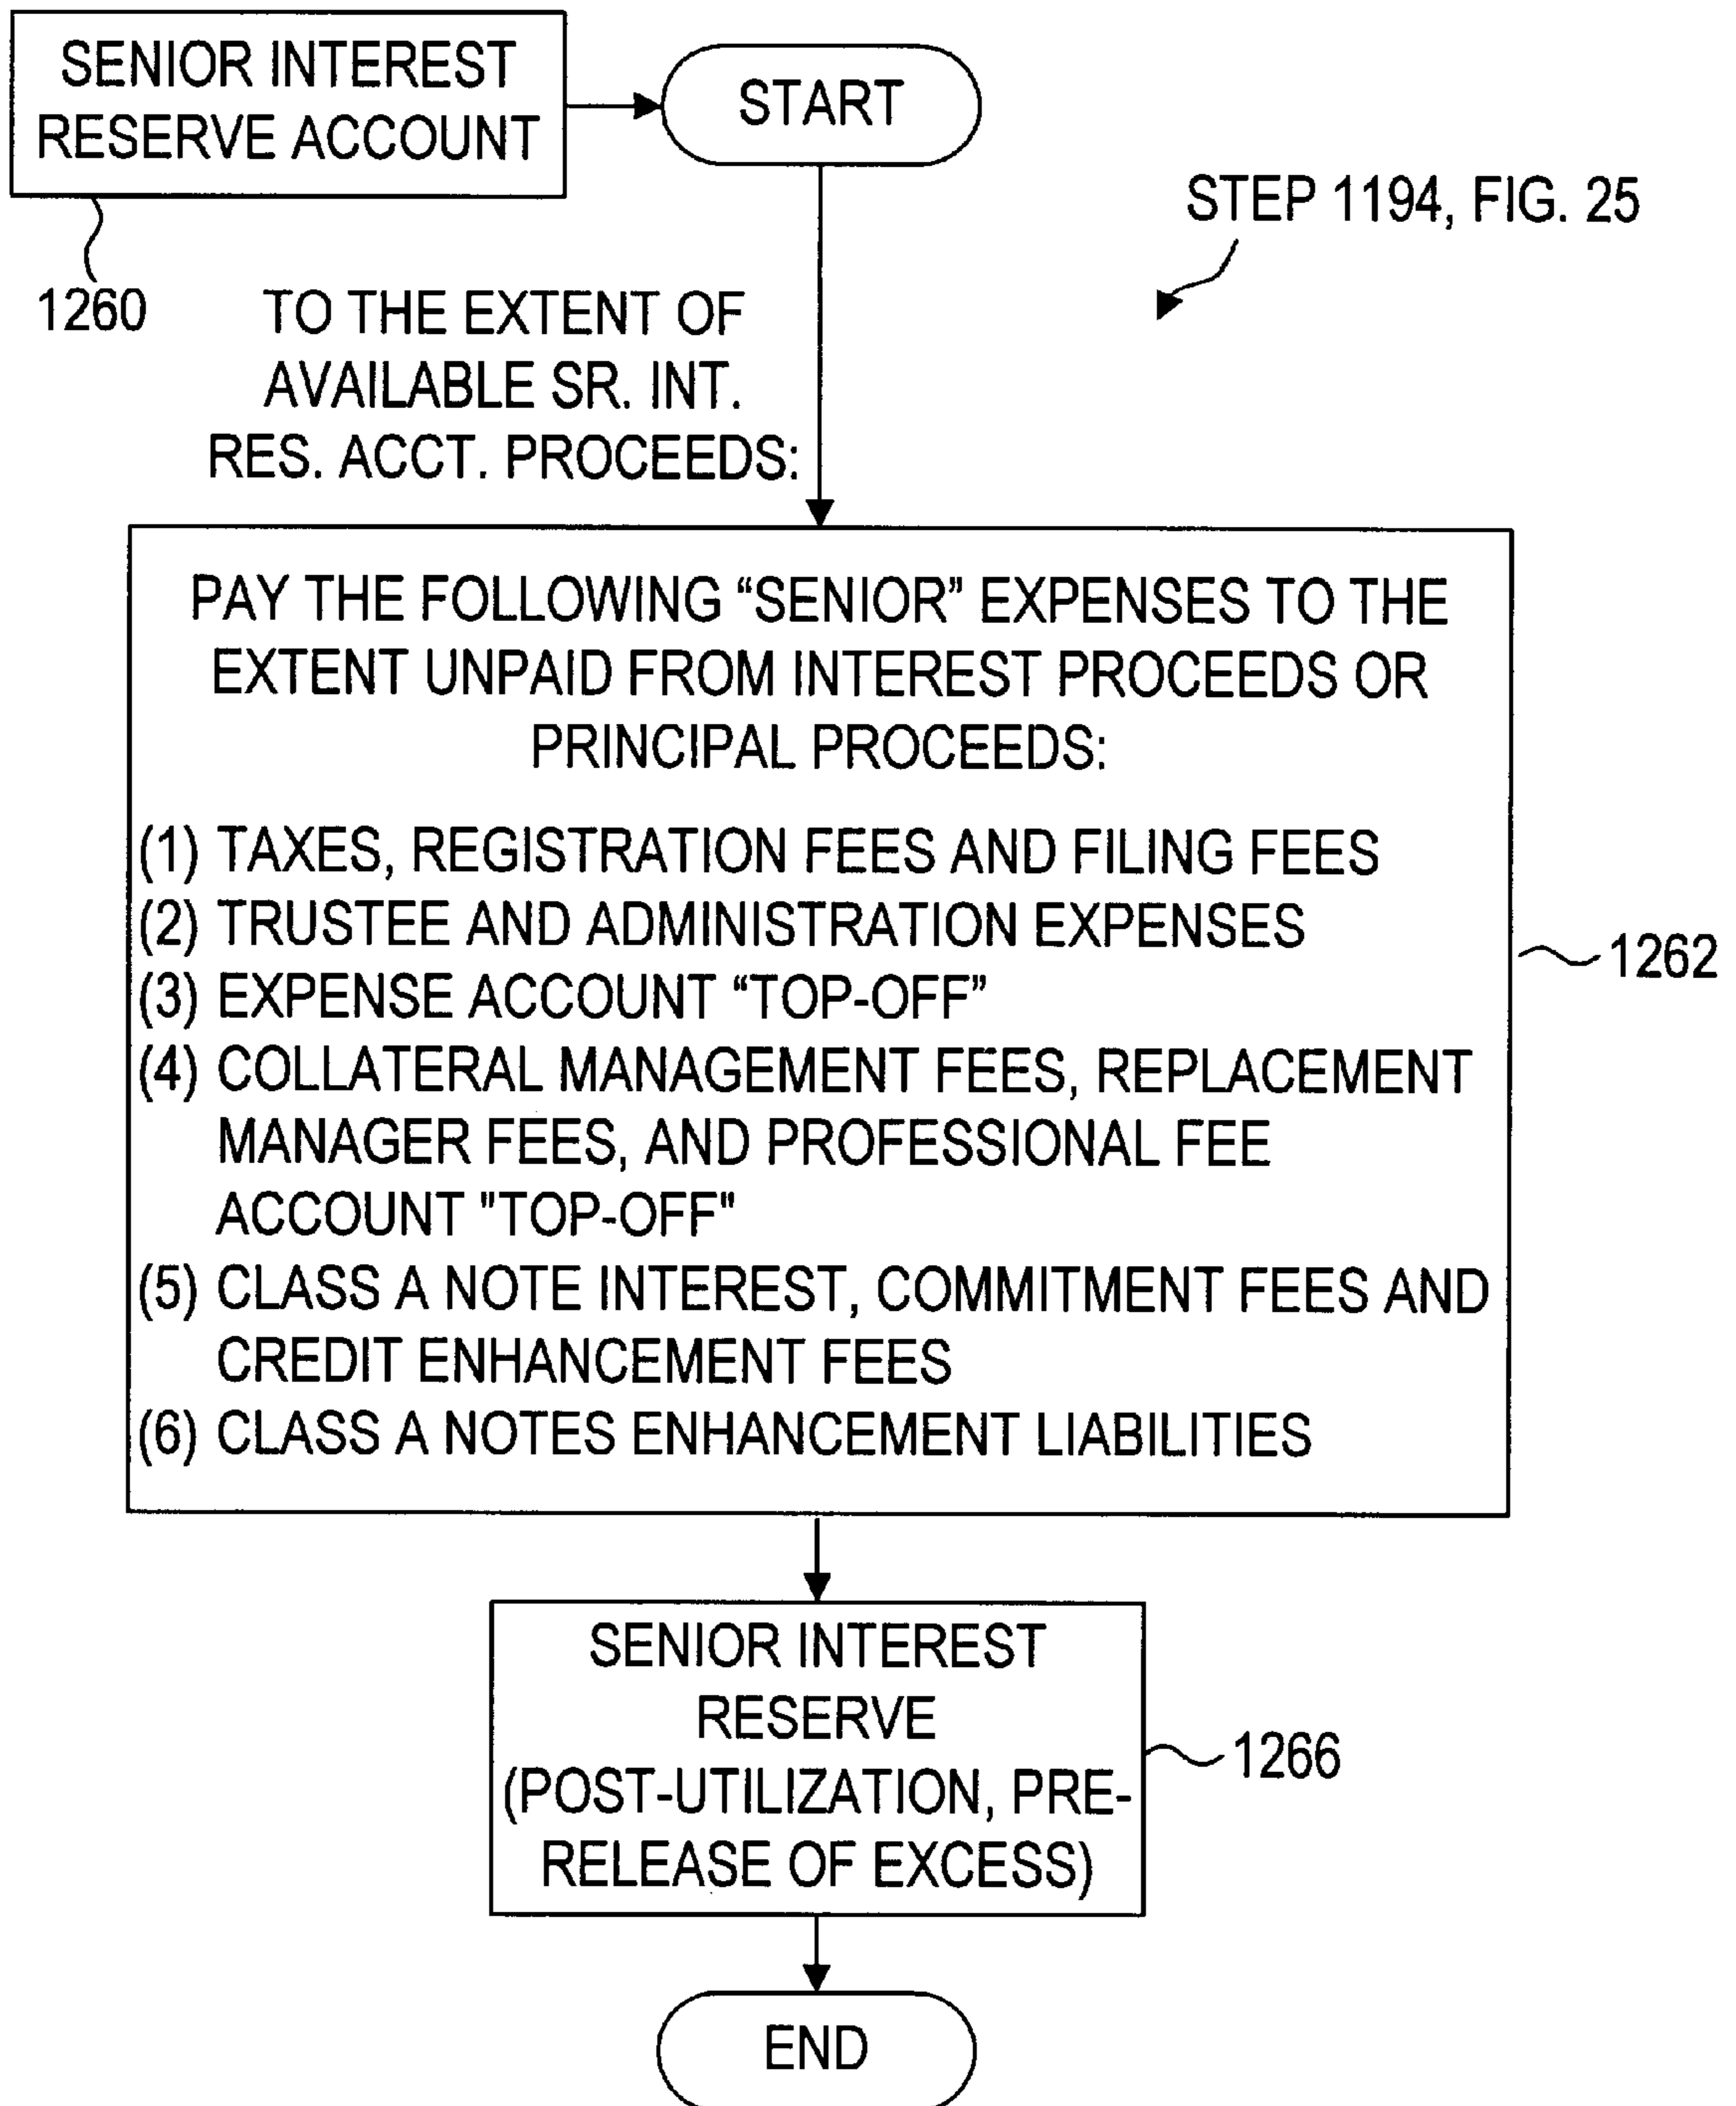 SENIOR INTEREST
RESERVE ACCOUNT
START
STEP 1194, FIG. 25
1260
TO THE EXTENT OF
AVAILABLE SR. INT.
RES. ACCT. PROCEEDS:
PAY THE FOLLOWING “SENIOR” EXPENSES TO THE
EXTENT UNPAID FROM INTEREST PROCEEDS OR
PRINCIPAL PROCEEDS:
(1) TAXES, REGISTRATION FEES AND FILING FEES
(2) TRUSTEE AND ADMINISTRATION EXPENSES
(3) EXPENSE ACCOUNT “TOP-OFF”
(4) COLLATERAL MANAGEMENT FEES, REPLACEMENT
MANAGER FEES, AND PROFESSIONAL FEE
ACCOUNT "TOP-OFF"
(5) CLASS A NOTE INTEREST, COMMITMENT FEES AND
CREDIT ENHANCEMENT FEES
(6) CLASS A NOTES ENHANCEMENT LIABILITIES
1262
SENIOR INTEREST
RESERVE
(POST-UTILIZATION, PRE-
RELEASE OF EXCESS)
1266
END